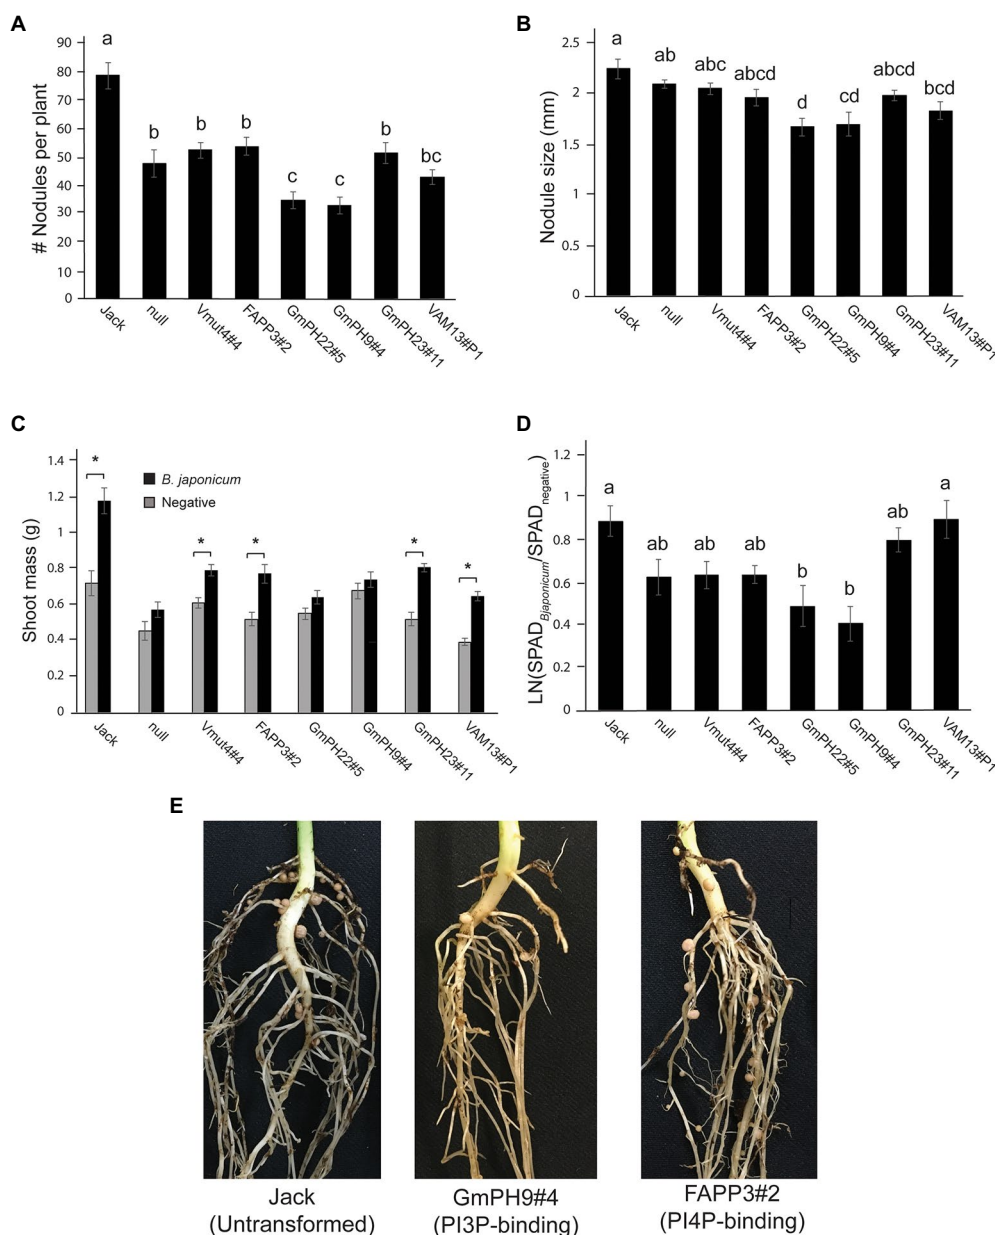 A
# Nodules per plant
90
80
70
60
50
40
30
20
10
0
a
b
b
b
c
c
b
bc
Jack
null
Vmut4#4
FAPP3#2
GmPH22#5
GmPH9#4
GmPH23#11
VAM13#P1
B
Nodule size (mm)
2.5
2
1.5
1
0.5
0
a
ab
abc
abcd
d
cd
abcd
bcd
Jack
null
Vmut4#4
FAPP3#2
GmPH22#5
GmPH9#4
GmPH23#11
VAM13#P1
C
Shoot mass (g)
1.4
1.2
1
0.8
0.6
0.4
0.2
0
B. japonicum
Negative
*
*
*
*
*
Jack
null
Vmut4#4
FAPP3#2
GmPH22#5
GmPH9#4
GmPH23#11
VAM13#P1
D
LN(SPADBjaponicum/SPADnegative)
1.2
1
0.8
0.6
0.4
0.2
0
a
ab
ab
ab
b
b
ab
a
Jack
null
Vmut4#4
FAPP3#2
GmPH22#5
GmPH9#4
GmPH23#11
VAM13#P1
E
Jack
(Untransformed)
GmPH9#4
(PI3P-binding)
FAPP3#2
(PI4P-binding)